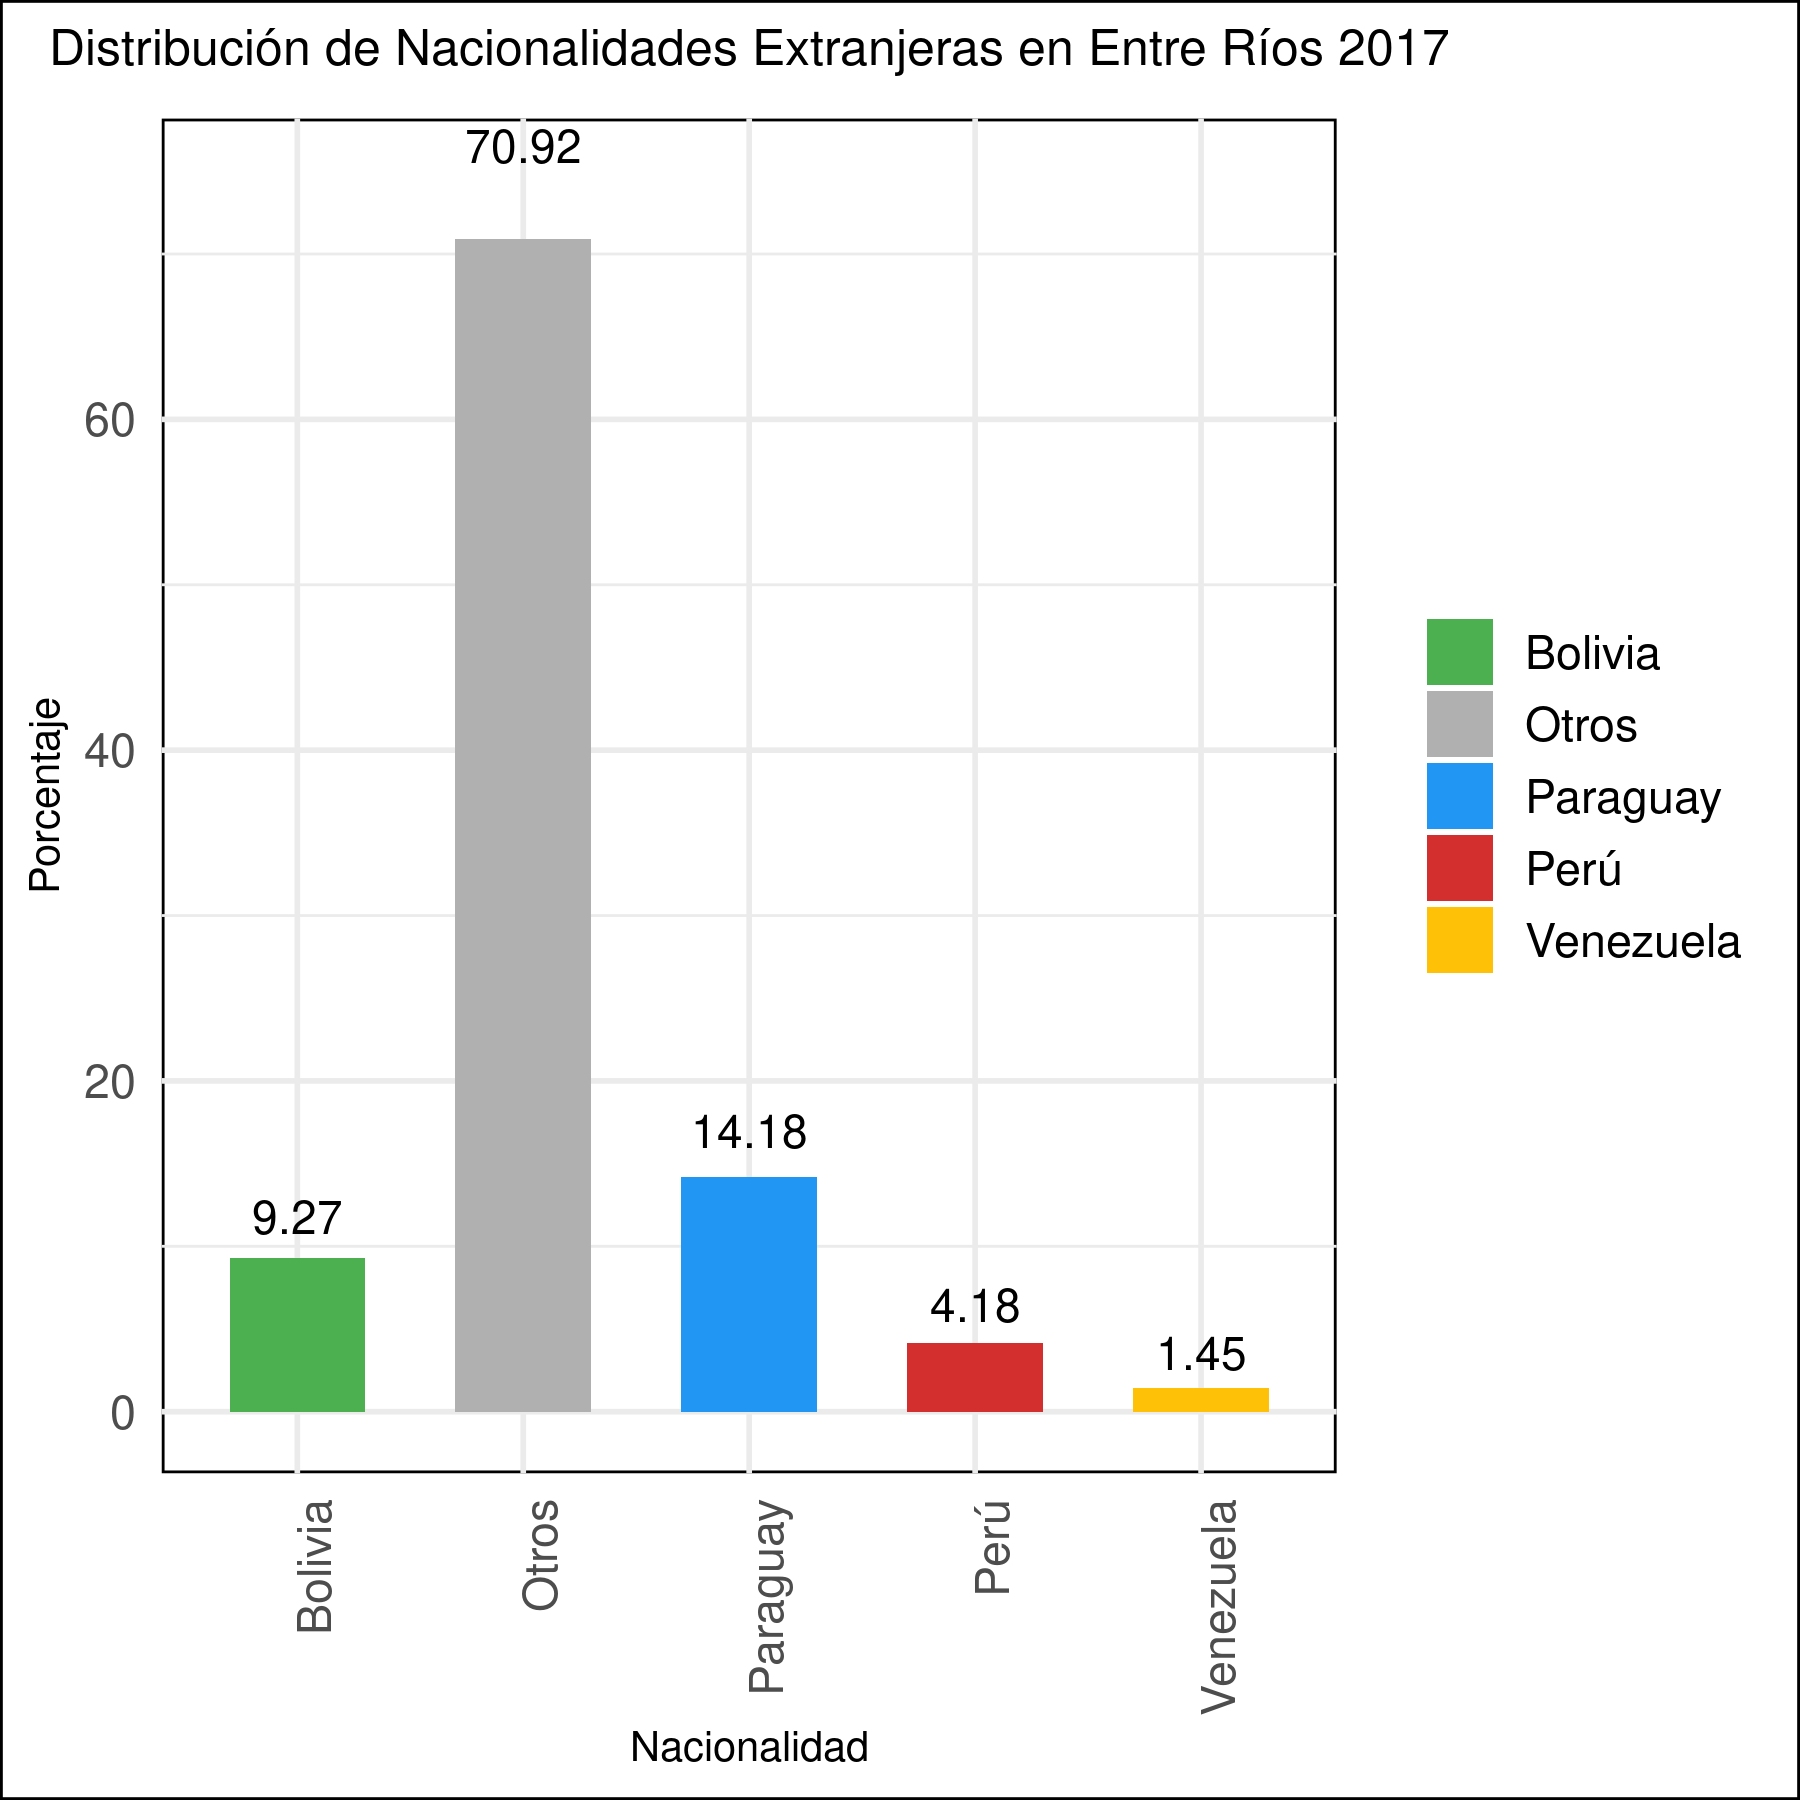 Distribución de Nacionalidades Extranjeras en Entre Ríos 2017
70.92
60
40
20
0
Porcentaje
9.27
14.18
4.18
1.45
Bolivia
Otros
Paraguay
Perú
Venezuela
Nacionalidad
Bolivia
Otros
Paraguay
Perú
Venezuela